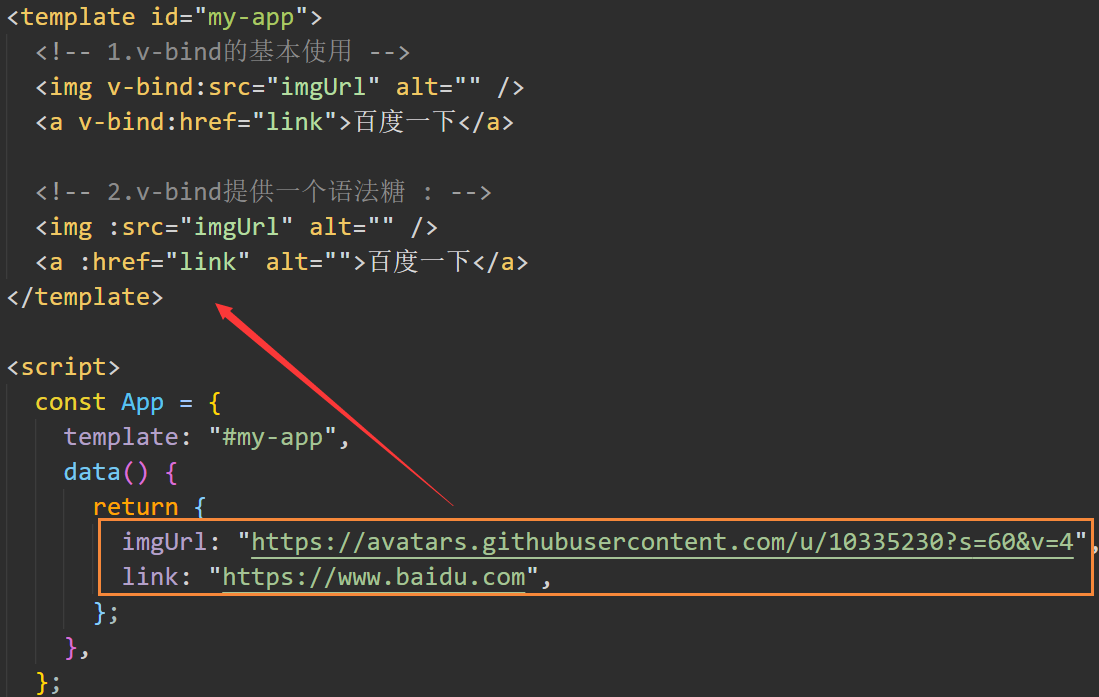 <template id="my-app">
<!-- 1.v-bind的基本使用 -->
<img v-bind:src="imgUrl" alt="" />
<a v-bind:href="link">百度一下</a>
<!-- 2.v-bind提供一个语法糖 : -->
<img :src="imgUrl" alt="" />
<a :href="link" alt="">百度一下</a>
</template>
<script>
const App = {
template: "#my-app",
data() {
return {
imgUrl: "https://avatars.githubusercontent.com/u/10335230?s=60&v=4",
link: "https://www.baidu.com",
};
},
};